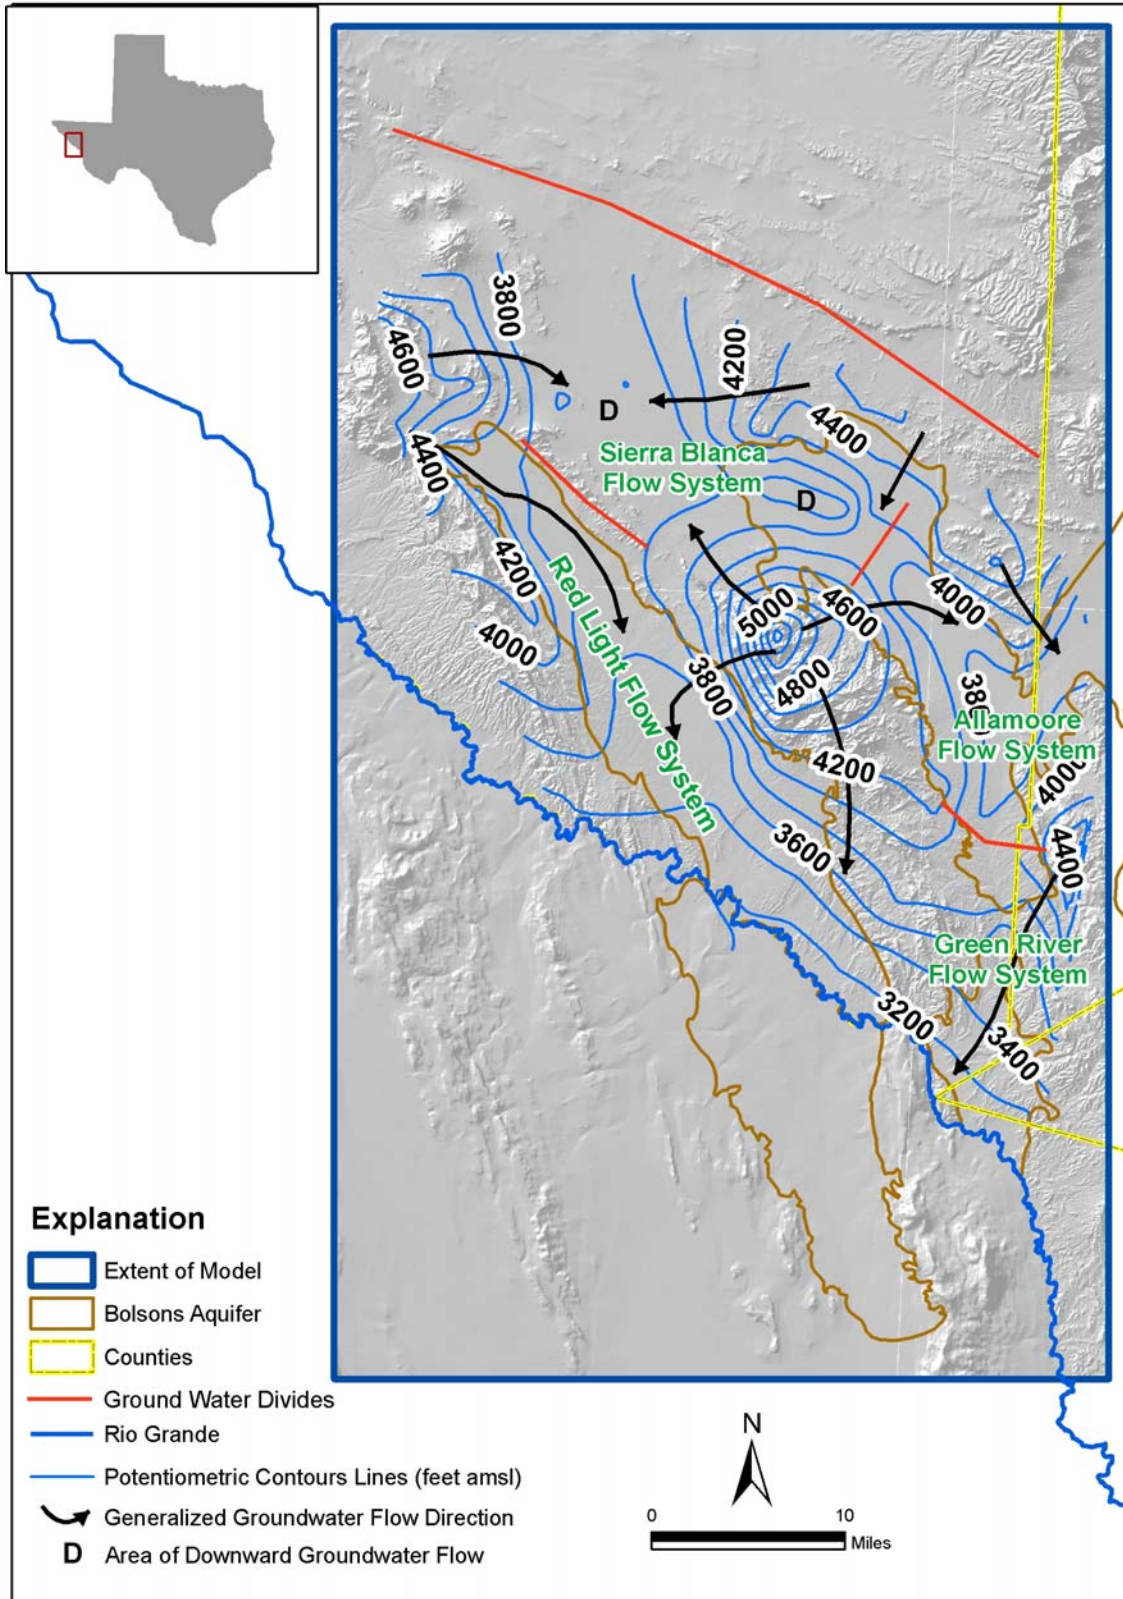 3800
4600
4200
4400
D
Sierra Blanca
Flow System
4400
D
4200
Red Light Flow System
4000
5000
4600
4000
3800
4800
380
Allamoore
Flow System
4200
4000
3600
4400
Green River
Flow System
3200
3400
Explanation
Extent of Model
Bolsons Aquifer
Counties
Ground Water Divides
Rio Grande
Potentiometric Contours Lines (feet amsl)
Generalized Groundwater Flow Direction
D Area of Downward Groundwater Flow
N
0 10
Miles